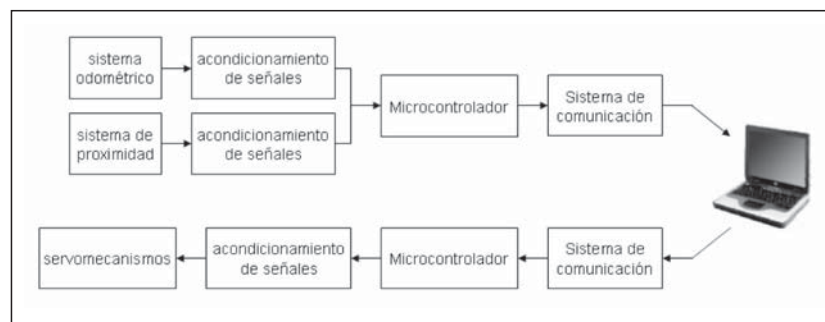 sistema
odométrico
acondicionamiento
de señales
sistema de
proximidad
acondicionamiento
de señales
Microcontrolador
Sistema de
comunicación
servomecanismos
acondicionamiento
de señales
Microcontrolador
Sistema de
comunicación